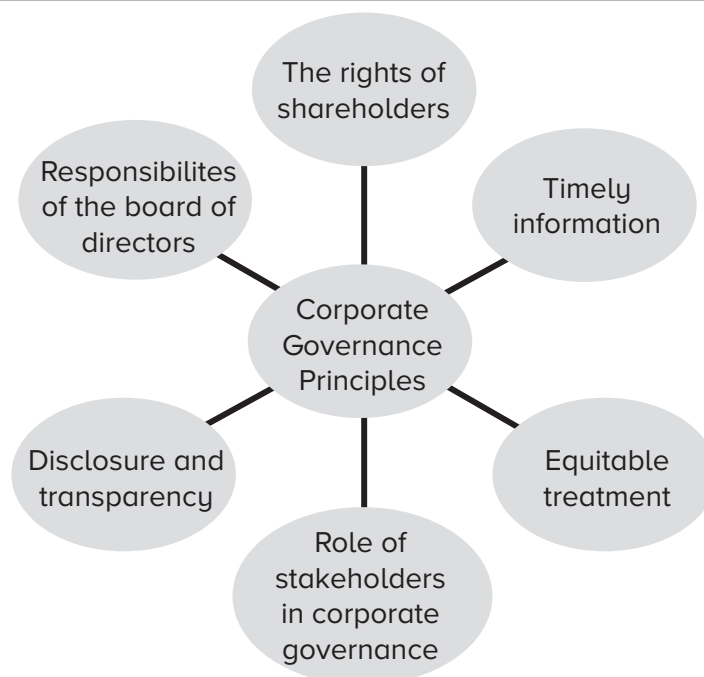 The rights of
shareholders
Responsibilites
of the board of
directors
Timely
information
Corporate
Governance
Principles
Disclosure and
transparency
Equitable
treatment
Role of
stakeholders
in corporate
governance